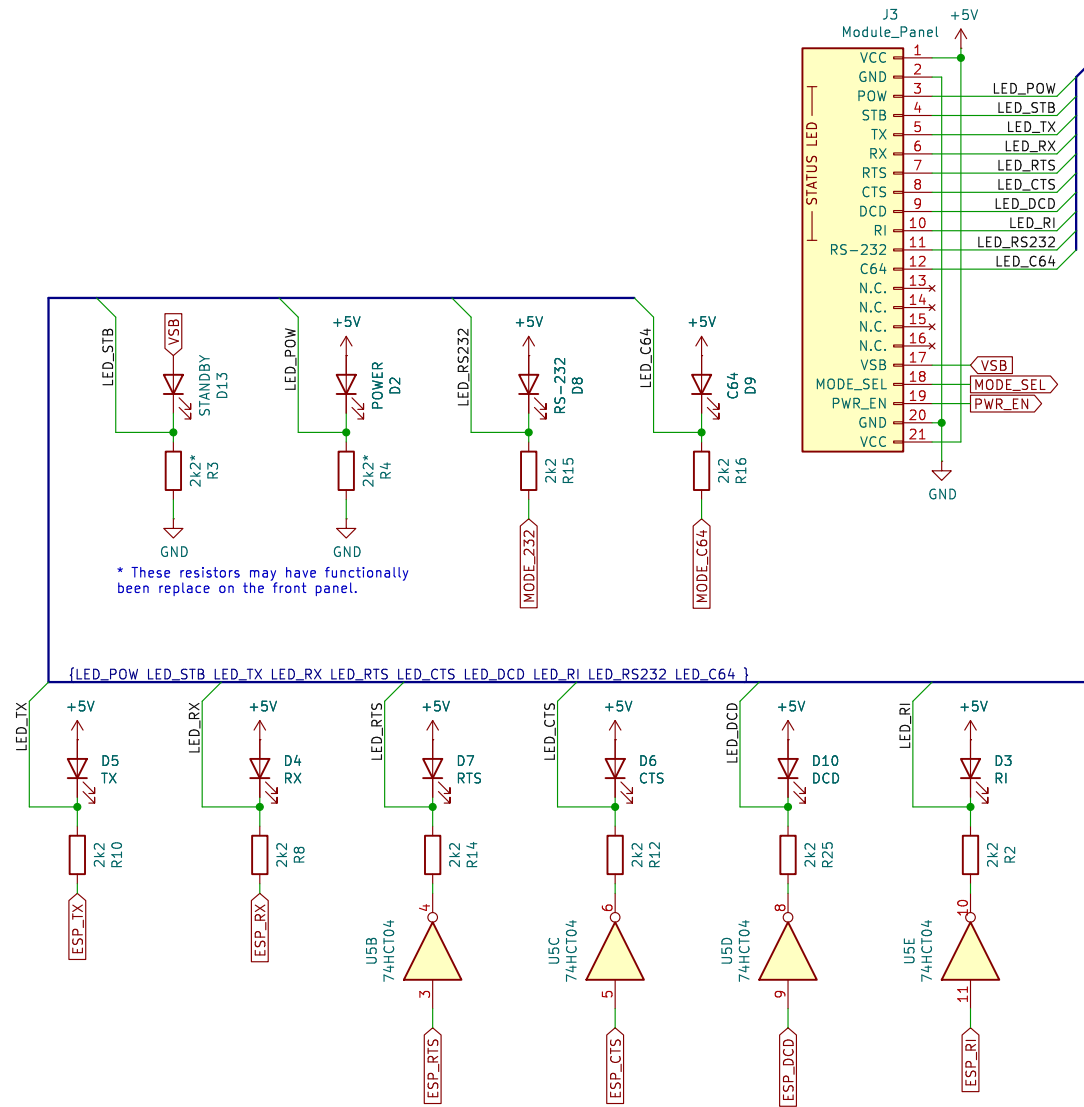 J3
Module_Panel
+5V
STATUS LED
VCC 1
GND 2
POW 3 LED_POW
STB 4 LED_STB
TX 5 LED_TX
RX 6 LED_RX
RTS 7 LED_RTS
CTS 8 LED_CTS
DCD 9 LED_DCD
RI 10 LED_RI
RS-232 11 LED_RS232
C64 12 LED_C64
N.C. 13
N.C. 14
N.C. 15
N.C. 16
VSB 17 VSB
MODE_SEL 18 MODE_SEL
PWR_EN 19 PWR_EN
GND 20
VCC 21
GND
LED_STB
VSB
STANDBY
D13
2k2*
R3
GND
LED_POW
+5V
POWER
D2
2k2*
R4
GND
LED_RS232
+5V
RS-232
D8
2k2
R15
MODE_232
LED_C64
+5V
C64
D9
2k2
R16
MODE_C64
* These resistors may have functionally
been replace on the front panel.
{LED_POW LED_STB LED_TX LED_RX LED_RTS LED_CTS LED_DCD LED_RI LED_RS232 LED_C64 }
LED_TX
+5V
D5
TX
2k2
R10
ESP_TX
LED_RX
+5V
D4
RX
2k2
R8
ESP_RX
LED_RTS
+5V
D7
RTS
2k2
R14
4
U5B
74HCT04
3
ESP_RTS
LED_CTS
+5V
D6
CTS
2k2
R12
6
U5C
74HCT04
5
ESP_CTS
LED_DCD
+5V
D10
DCD
2k2
R25
8
U5D
74HCT04
9
ESP_DCD
LED_RI
+5V
D3
RI
2k2
R2
10
U5E
74HCT04
11
ESP_RI